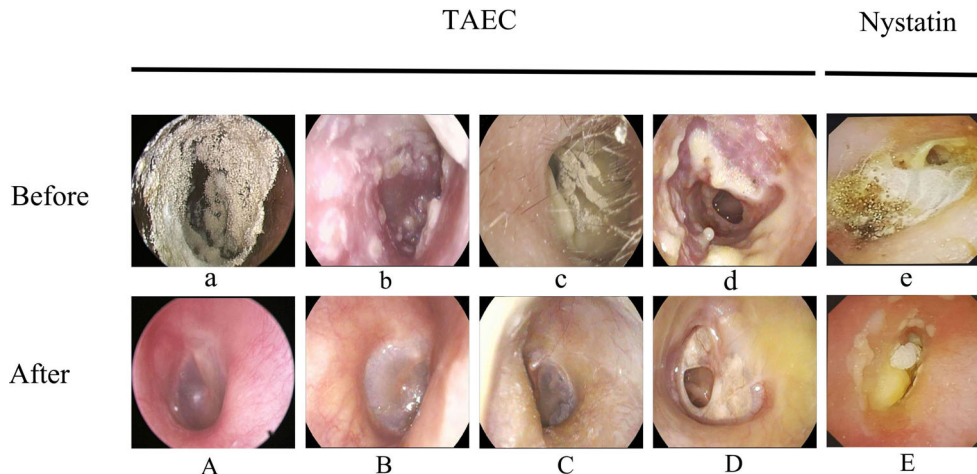 TAEC Nystatin
Before
a b c d e
After
A B C D E